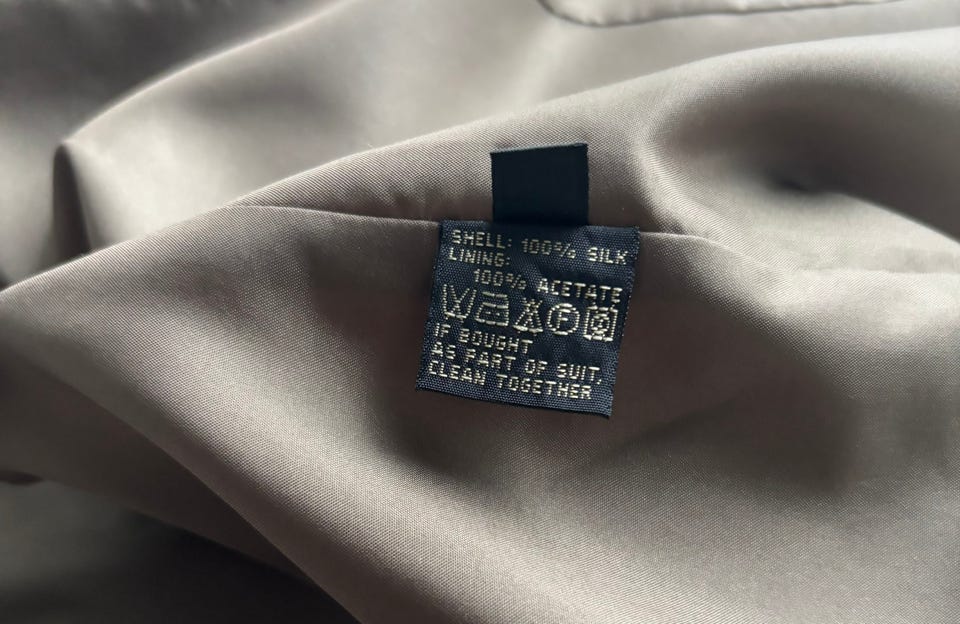 SHELL: 100% SILK
LINING:
100% ACETATE
F
IF BOUGHT
AS PART OF SUIT,
CLEAN TOGETHER